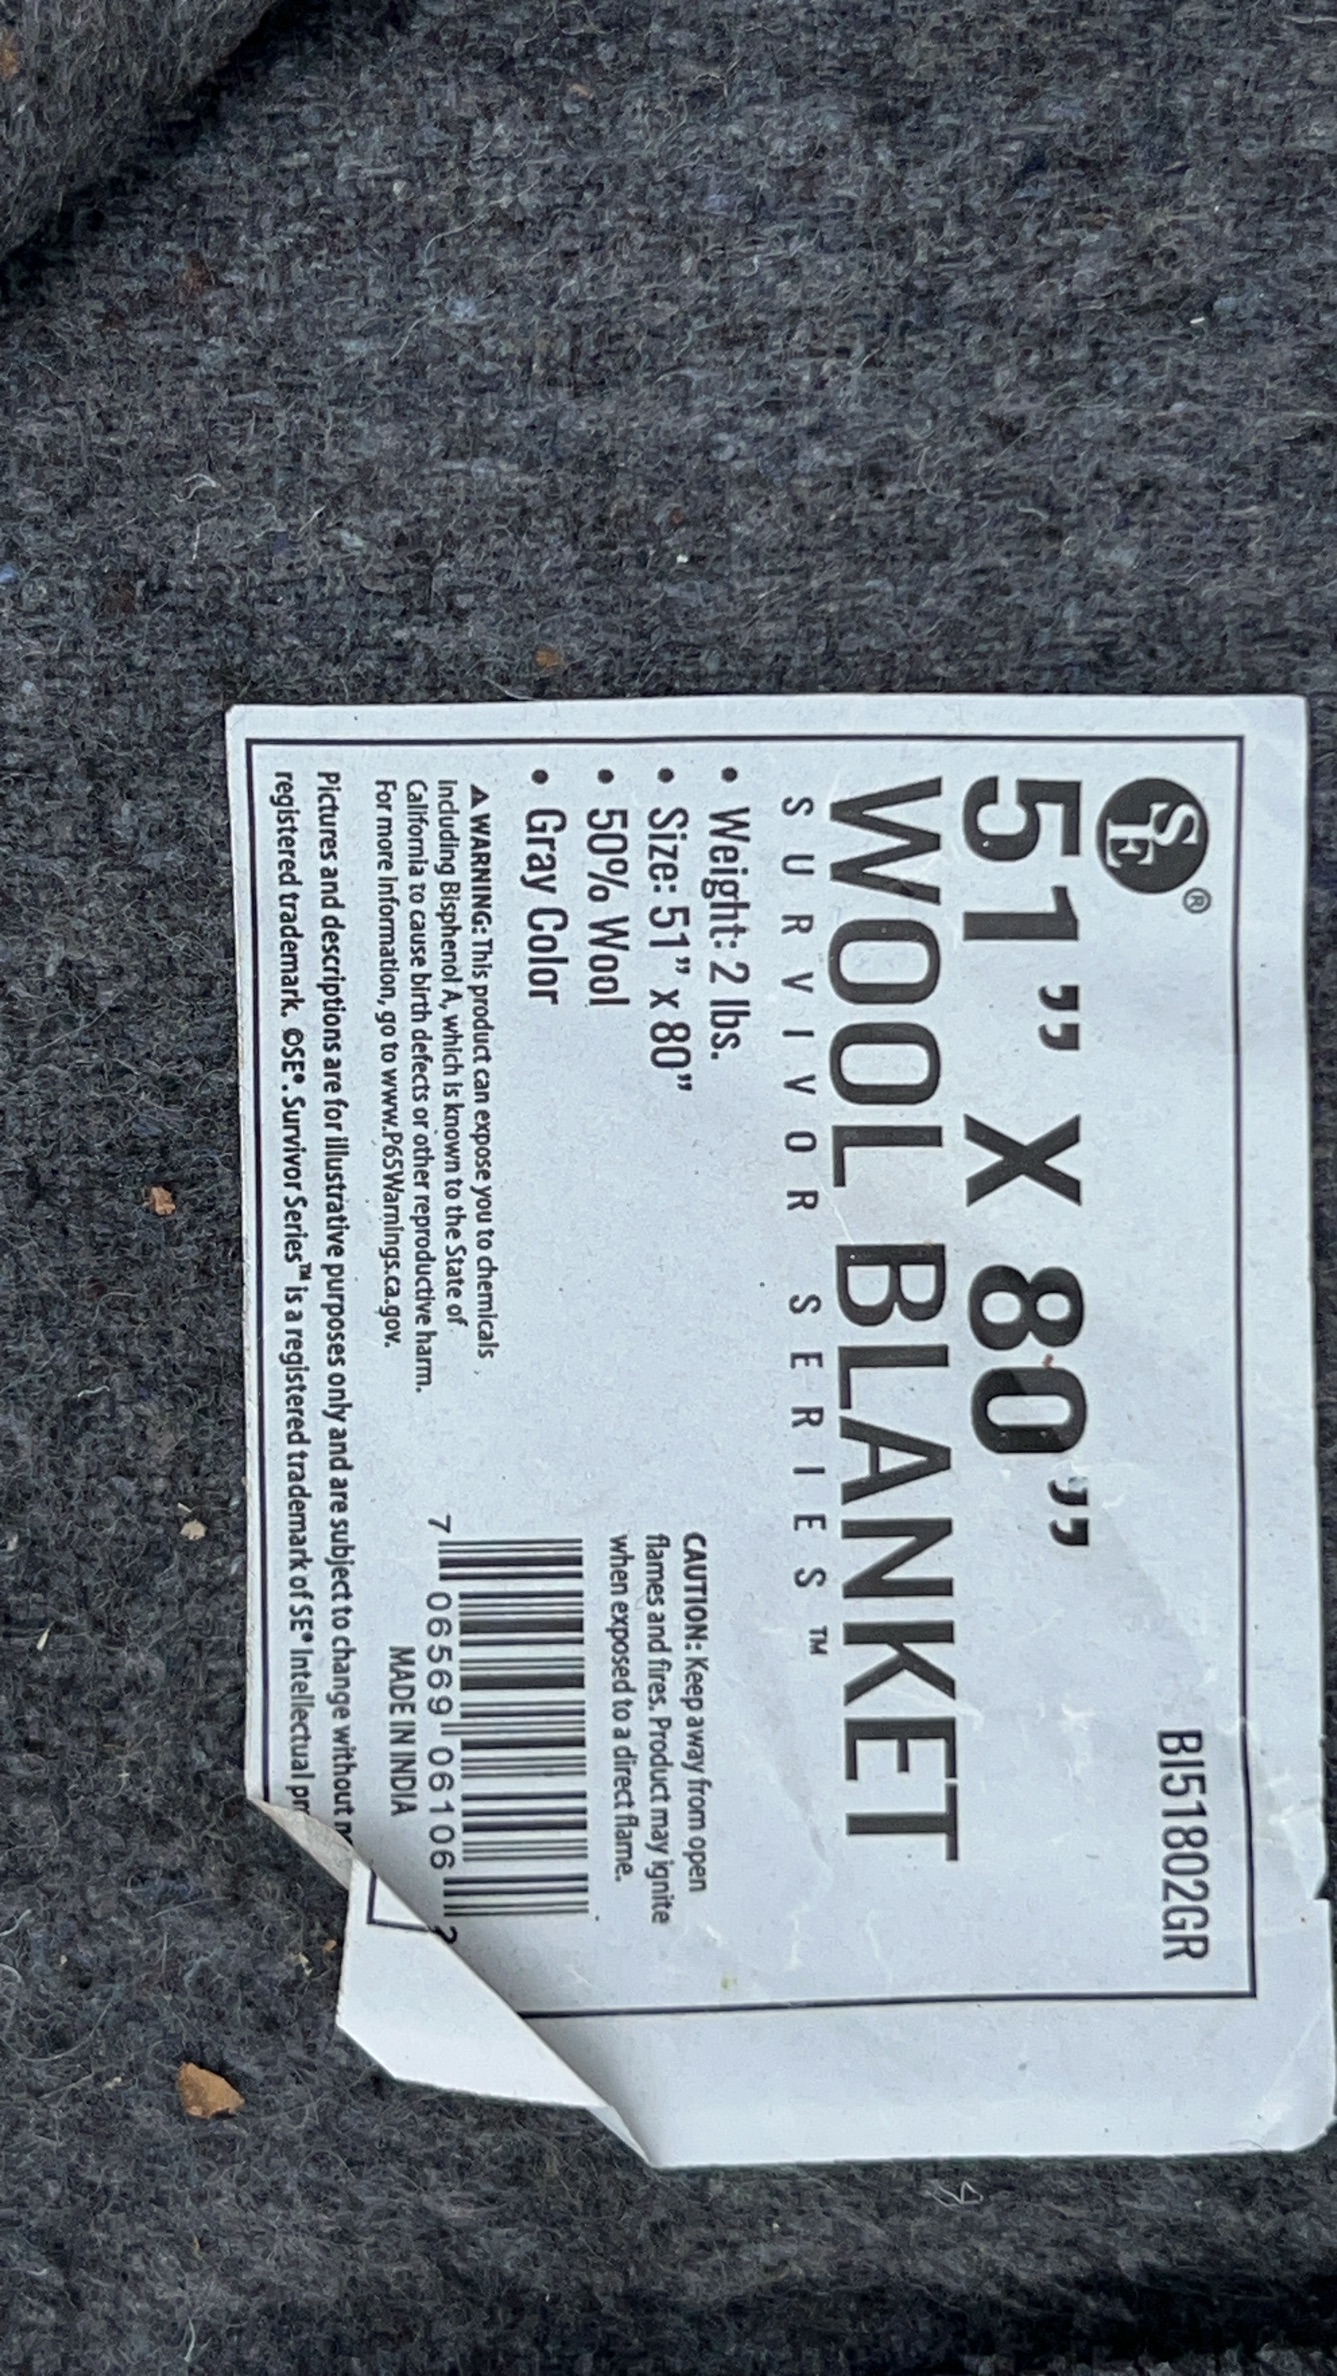 SE®
BI51802GR
51” X 80”
WOOL BLANKET
SURVIVOR SERIES™
• Weight: 2 lbs.
• Size: 51” x 80”
• 50% Wool
• Gray Color
CAUTION: Keep away from open
flames and fires. Product may ignite
when exposed to a direct flame.
⚠ WARNING: This product can expose you to chemicals
including Bisphenol A, which is known to the State of
California to cause birth defects or other reproductive harm.
For more information, go to www.P65Warnings.ca.gov.
7 06569 06106 2
MADE IN INDIA
Pictures and descriptions are for illustrative purposes only and are subject to change without
registered trademark. ©SE®. Survivor Series™ is a registered trademark of SE® Intellectual